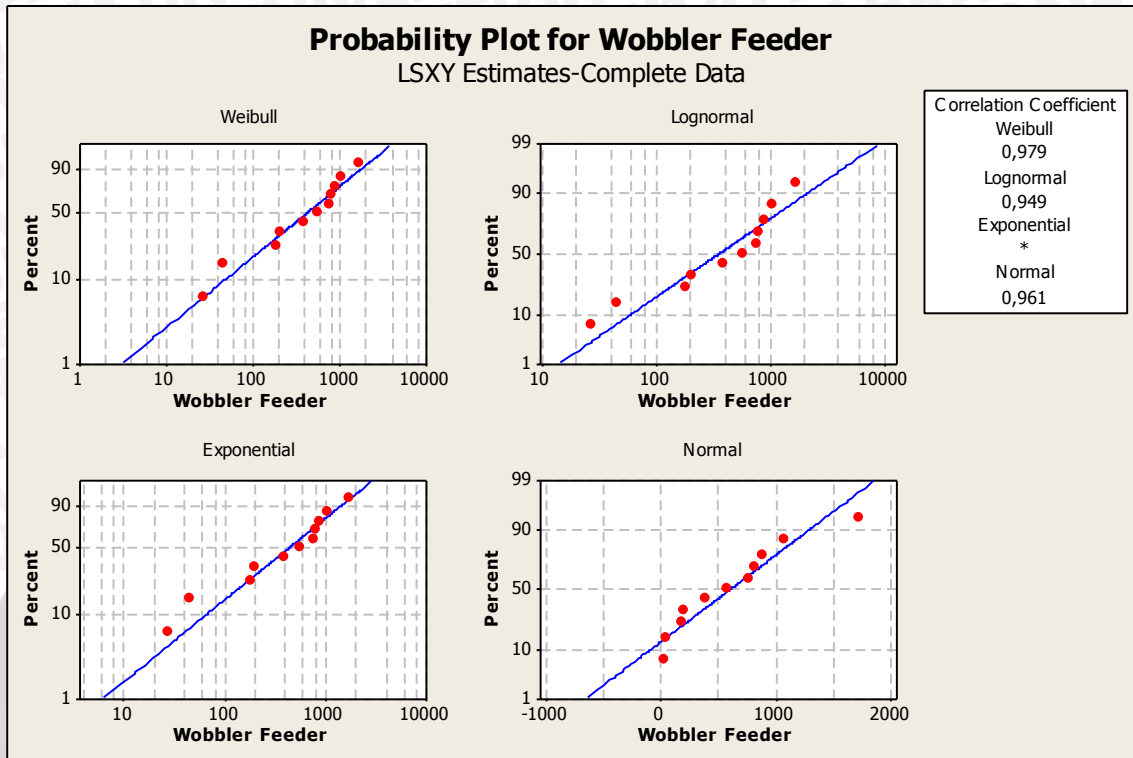 Probability Plot for Wobbler Feeder
LSXY Estimates-Complete Data
Weibull
90
50
10
1
Percent
1 10 100 1000 10000
Wobbler Feeder
Lognormal
99
90
50
10
1
Percent
10 100 1000 10000
Wobbler Feeder
Correlation Coefficient
Weibull
0,979
Lognormal
0,949
Exponential
*
Normal
0,961
Exponential
90
50
10
1
Percent
10 100 1000 10000
Wobbler Feeder
Normal
99
90
50
10
1
Percent
-1000 0 1000 2000
Wobbler Feeder